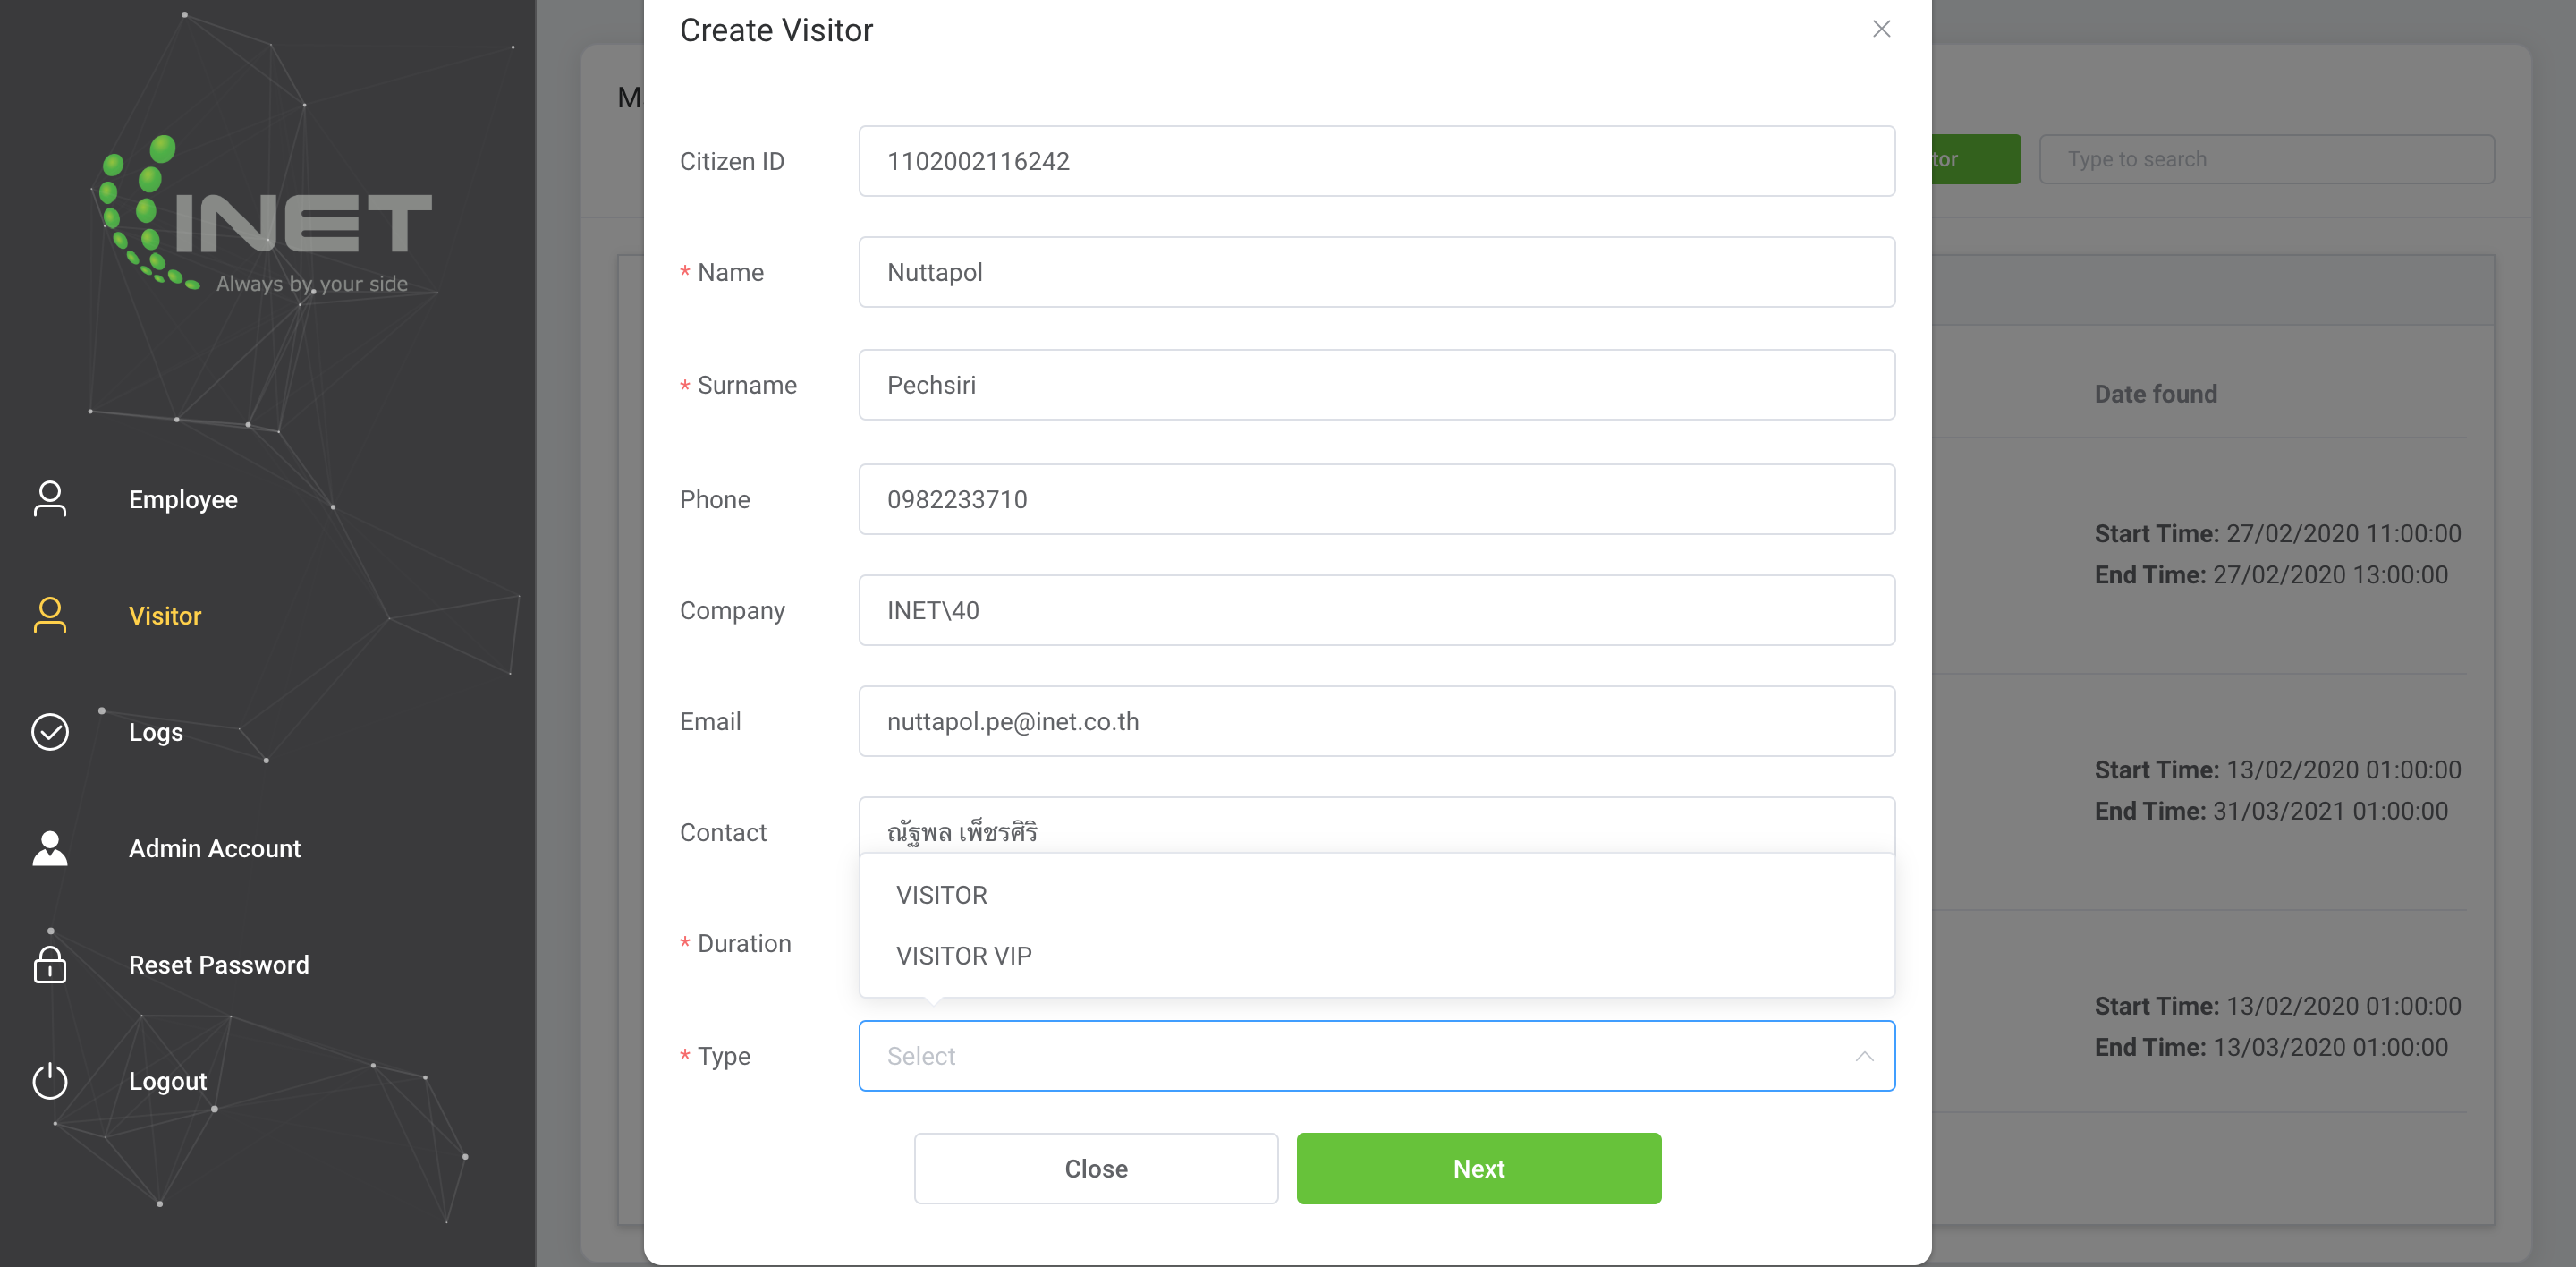 INET
Always by your side
Employee
Visitor
Logs
Admin Account
Reset Password
Logout
Create Visitor
Citizen ID 1102002116242
* Name Nuttapol
* Surname Pechsiri
Phone 0982233710
Company INET\40
Email nuttapol.pe@inet.co.th
Contact ณัฐพล เพ็ชรศิริ
VISITOR
* Duration
VISITOR VIP
* Type Select
Close Next
M
tor Type to search
Date found
Start Time: 27/02/2020 11:00:00
End Time: 27/02/2020 13:00:00
Start Time: 13/02/2020 01:00:00
End Time: 31/03/2021 01:00:00
Start Time: 13/02/2020 01:00:00
End Time: 13/03/2020 01:00:00